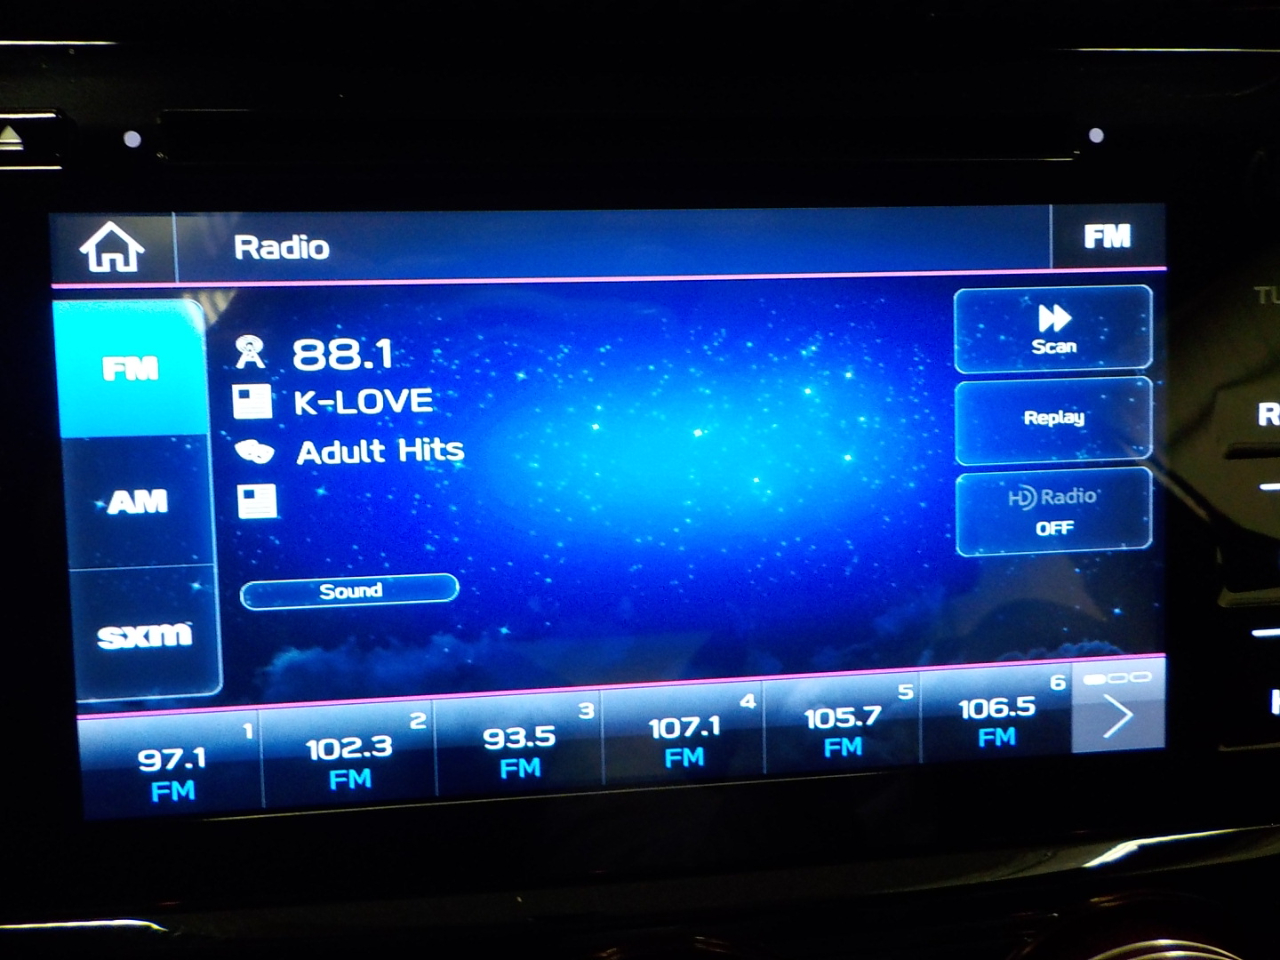 Radio
FM
FM
AM
sxm
88.1
K-LOVE
Adult Hits
Sound
Scan
Replay
HD Radio
OFF
1
97.1
FM
2
102.3
FM
3
93.5
FM
4
107.1
FM
5
105.7
FM
6
106.5
FM